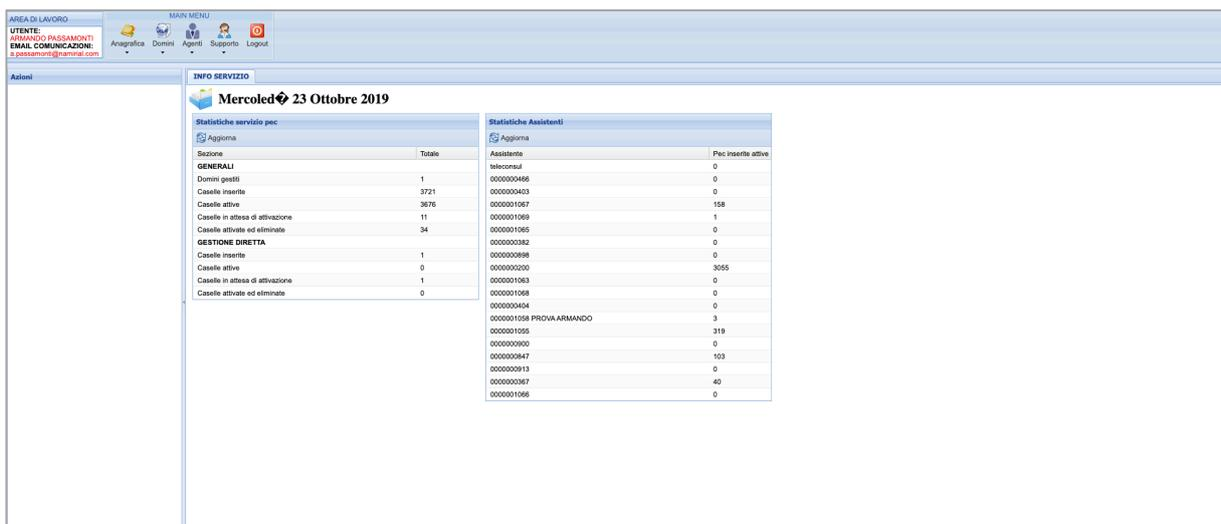 AREA DI LAVORO
UTENTE:
ARMANDO PASSAMONTI
EMAIL COMUNICAZIONI:
a.passamonti@namirial.com
MAIN MENU
Anagrafica Domini Agenti Supporto Logout
Azioni
INFO SERVIZIO
Mercoled� 23 Ottobre 2019
Statistiche servizio pec
Aggiorna
Sezione Totale
GENERALI
Domini gestiti 1
Caselle inserite 3721
Caselle attive 3676
Caselle in attesa di attivazione 11
Caselle attivate ed eliminate 34
GESTIONE DIRETTA
Caselle inserite 1
Caselle attive 0
Caselle in attesa di attivazione 1
Caselle attivate ed eliminate 0
Statistiche Assistenti
Aggiorna
Assistente Pec inserite attive
teleconsul 0
0000000466 0
0000000403 0
0000001067 158
0000001069 1
0000001065 0
0000000382 0
0000000898 0
0000000200 3055
0000001063 0
0000001068 0
0000000404 0
0000001058 PROVA ARMANDO 3
0000001055 319
0000000900 0
0000000847 103
0000000913 0
0000000367 40
0000001066 0